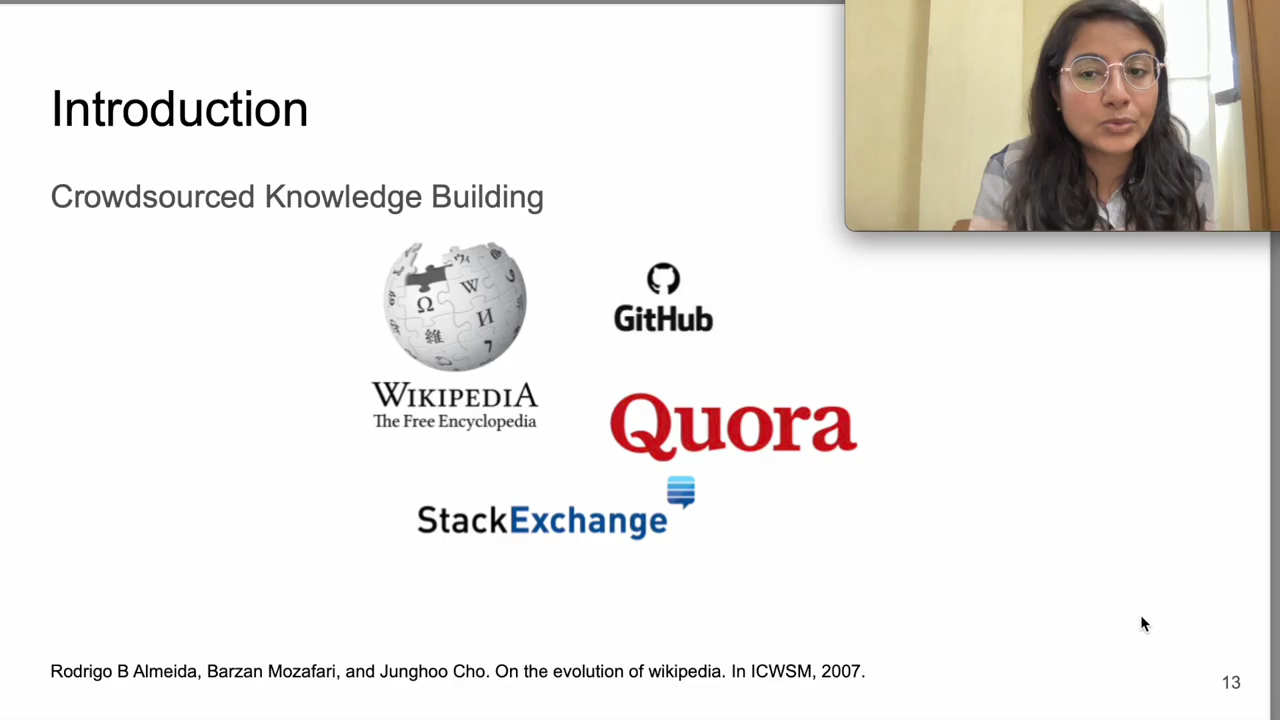 Introduction
Crowdsourced Knowledge Building
Ω
W
И
維
WIKIPEDIA
The Free Encyclopedia
GitHub
Quora
StackExchange
Rodrigo B Almeida, Barzan Mozafari, and Junghoo Cho. On the evolution of wikipedia. In ICWSM, 2007.
13